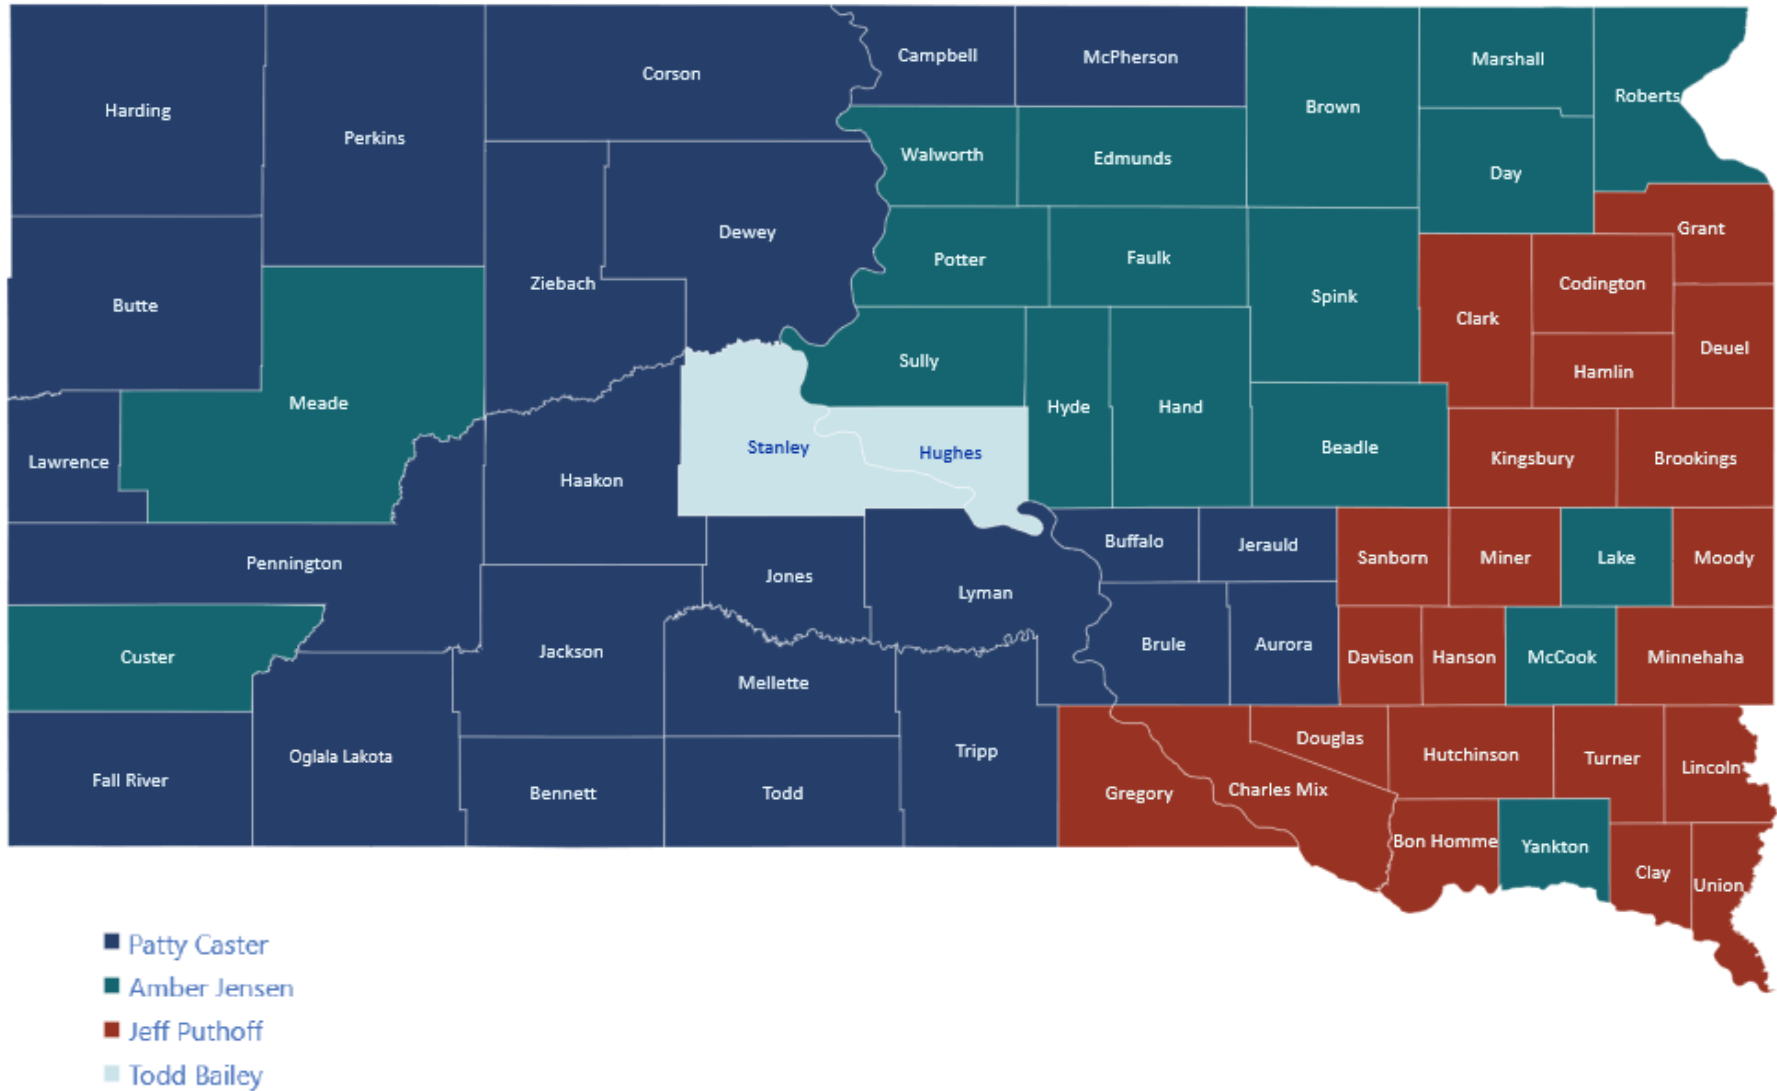 Campbell
McPherson
Marshall
Corson
Roberts
Harding
Brown
Perkins
Walworth
Edmunds
Day
Dewey
Grant
Potter
Faulk
Ziebach
Codington
Spink
Butte
Clark
Deuel
Sully
Hamlin
Meade
Hyde
Hand
Stanley
Hughes
Beadle
Lawrence
Kingsbury
Brookings
Haakon
Buffalo
Jerauld
Pennington
Sanborn
Miner
Lake
Moody
Jones
Lyman
Custer
Jackson
Brule
Aurora
Davison
Hanson
McCook
Minnehaha
Mellette
Oglala Lakota
Tripp
Douglas
Hutchinson
Turner
Lincoln
Fall River
Bennett
Todd
Gregory
Charles Mix
Bon Homme
Yankton
Clay
Union
Patty Caster
Amber Jensen
Jeff Puthoff
Todd Bailey